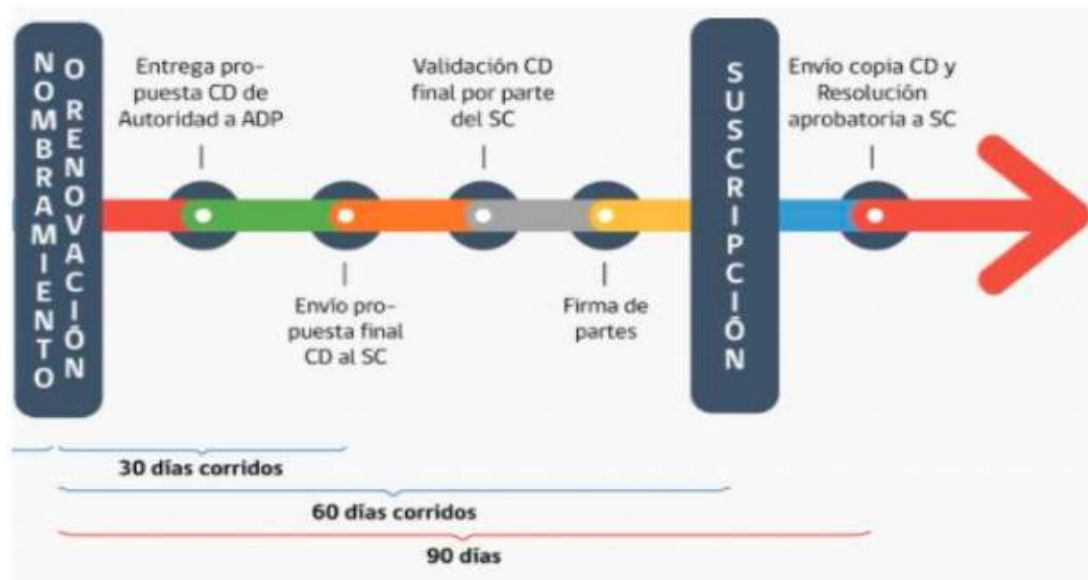 NOMBRAMIENTO
O RENOVACIÓN
Entrega pro-
puesta CD de
Autoridad a ADP
Envío pro-
puesta final
CD al SC
Validación CD
final por parte
del SC
Firma de
partes
SUSCRIPCIÓN
Envío copia CD y
Resolución
aprobatoria a SC
30 días corridos
60 días corridos
90 días